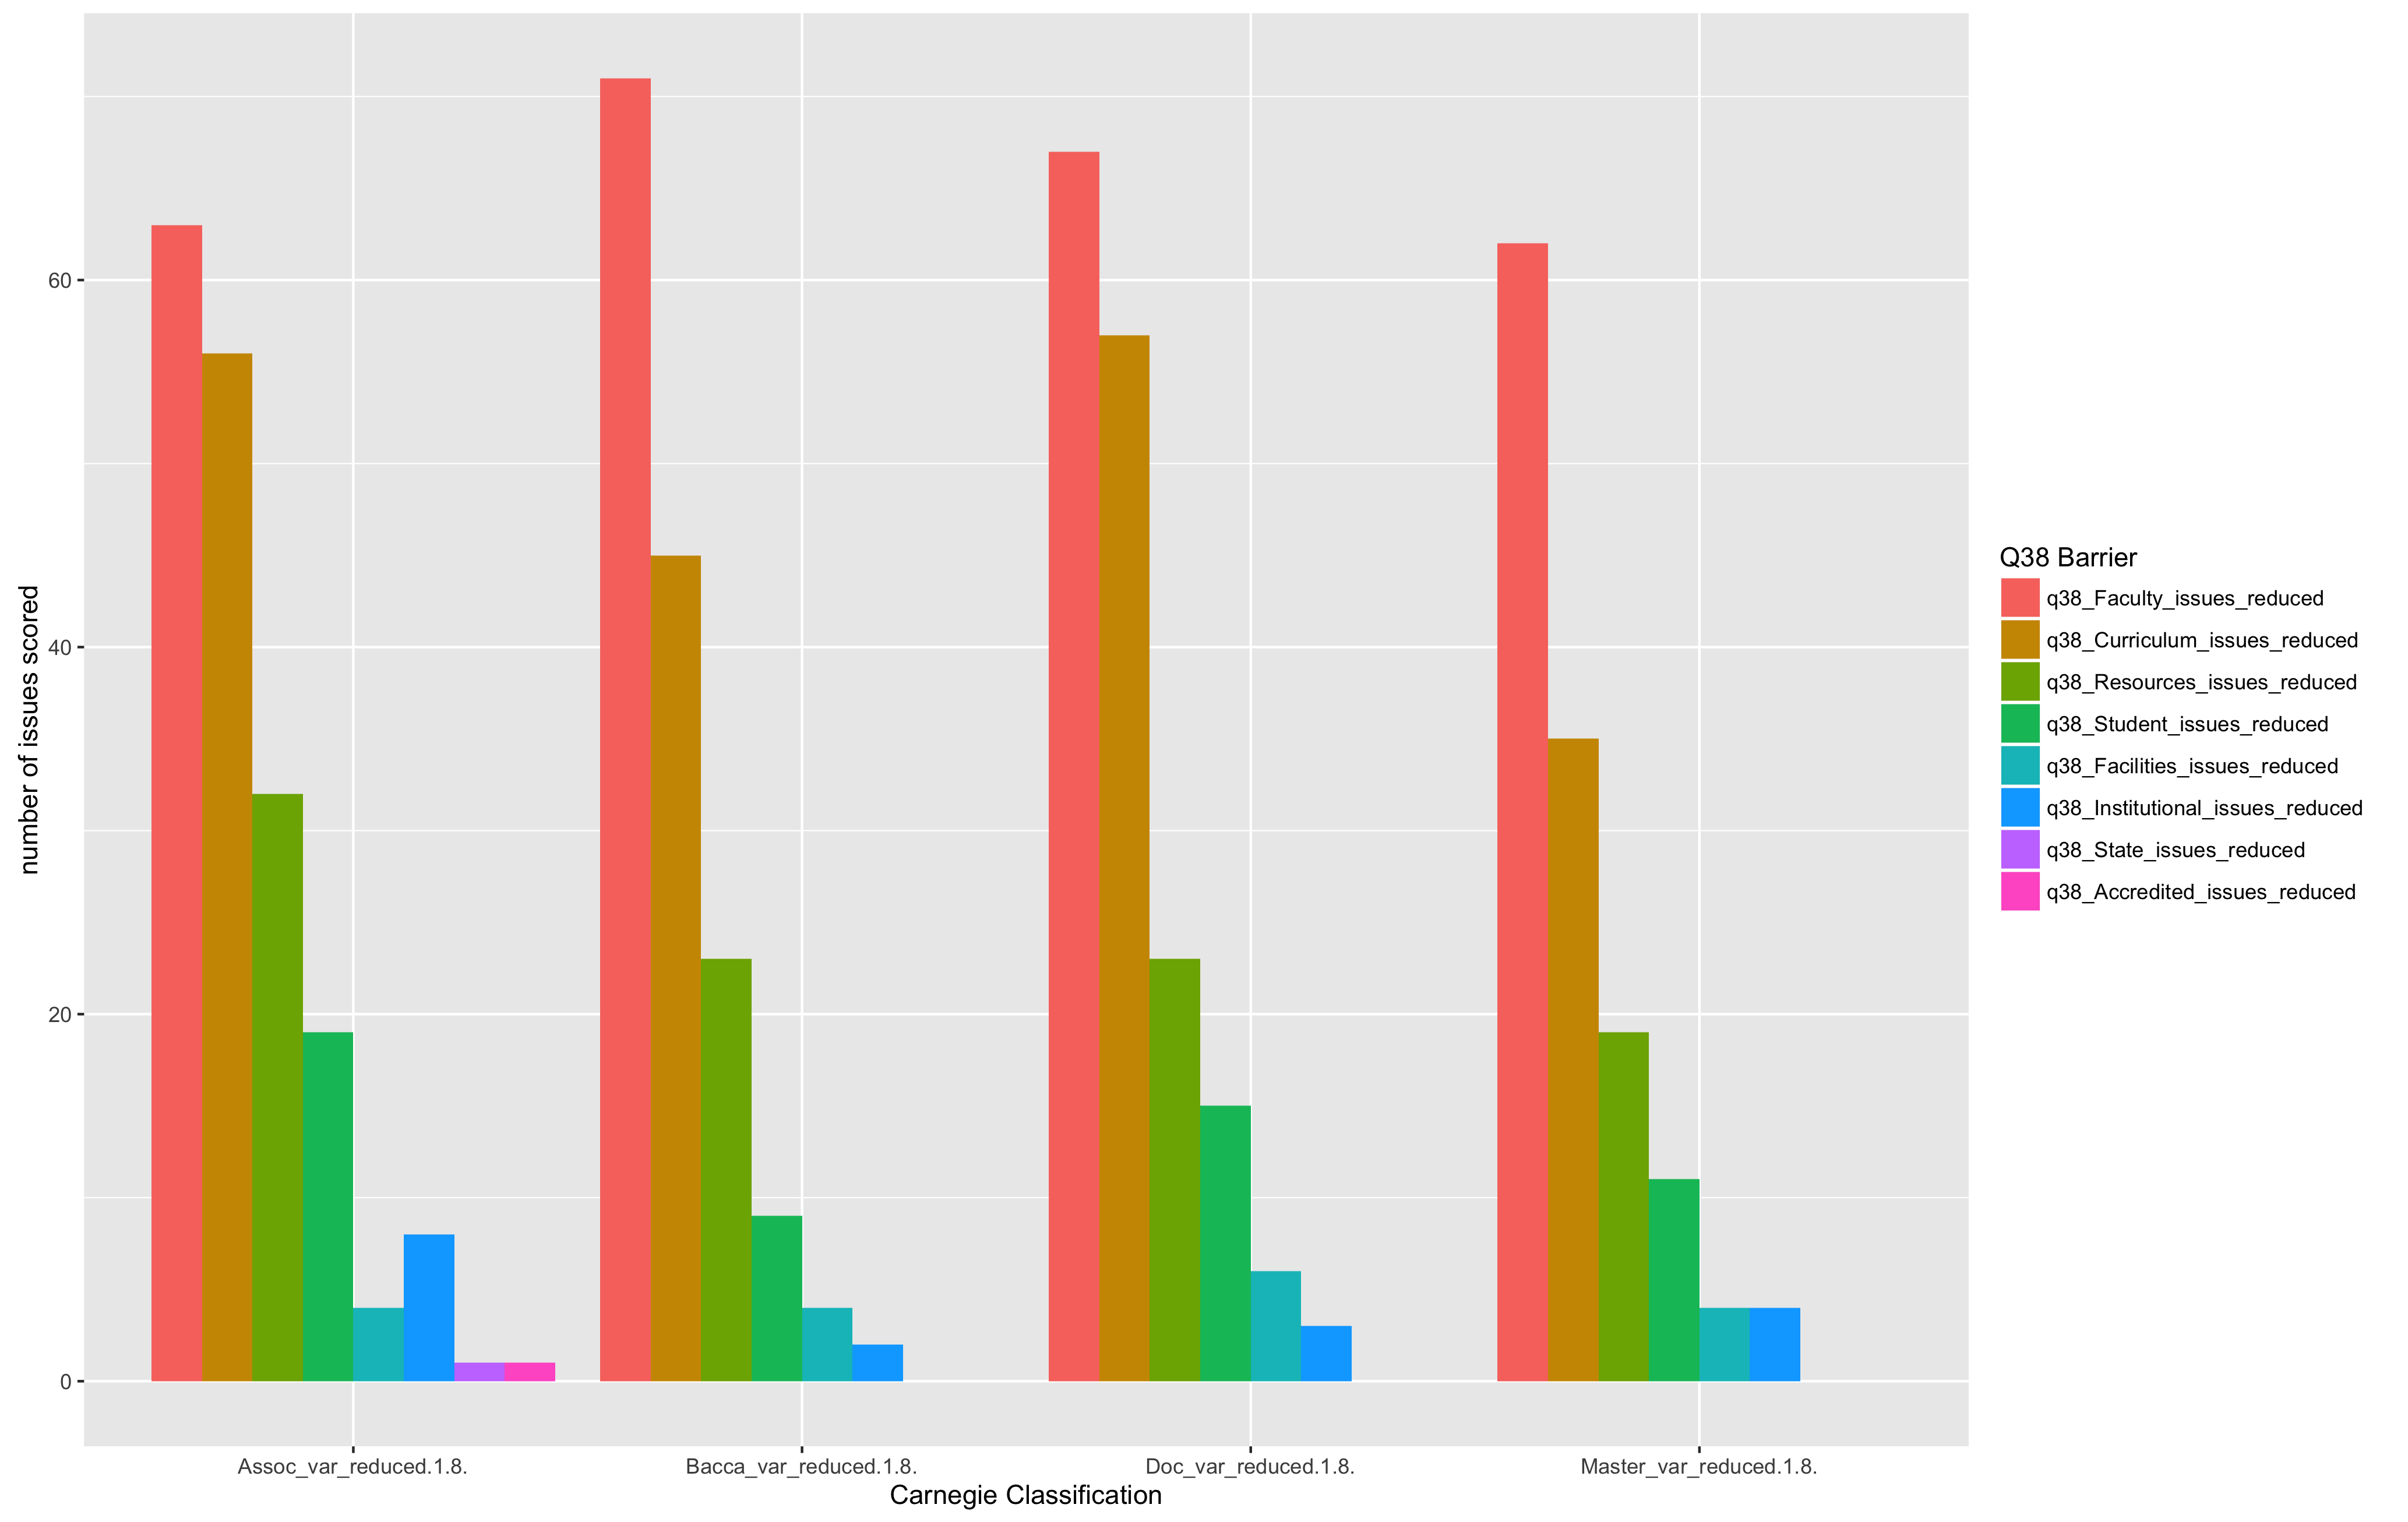 number of issues scored
60
40
20
0
Assoc_var_reduced.1.8.
Bacca_var_reduced.1.8.
Doc_var_reduced.1.8.
Master_var_reduced.1.8.
Carnegie Classification
Q38 Barrier
q38_Faculty_issues_reduced
q38_Curriculum_issues_reduced
q38_Resources_issues_reduced
q38_Student_issues_reduced
q38_Facilities_issues_reduced
q38_Institutional_issues_reduced
q38_State_issues_reduced
q38_Accredited_issues_reduced